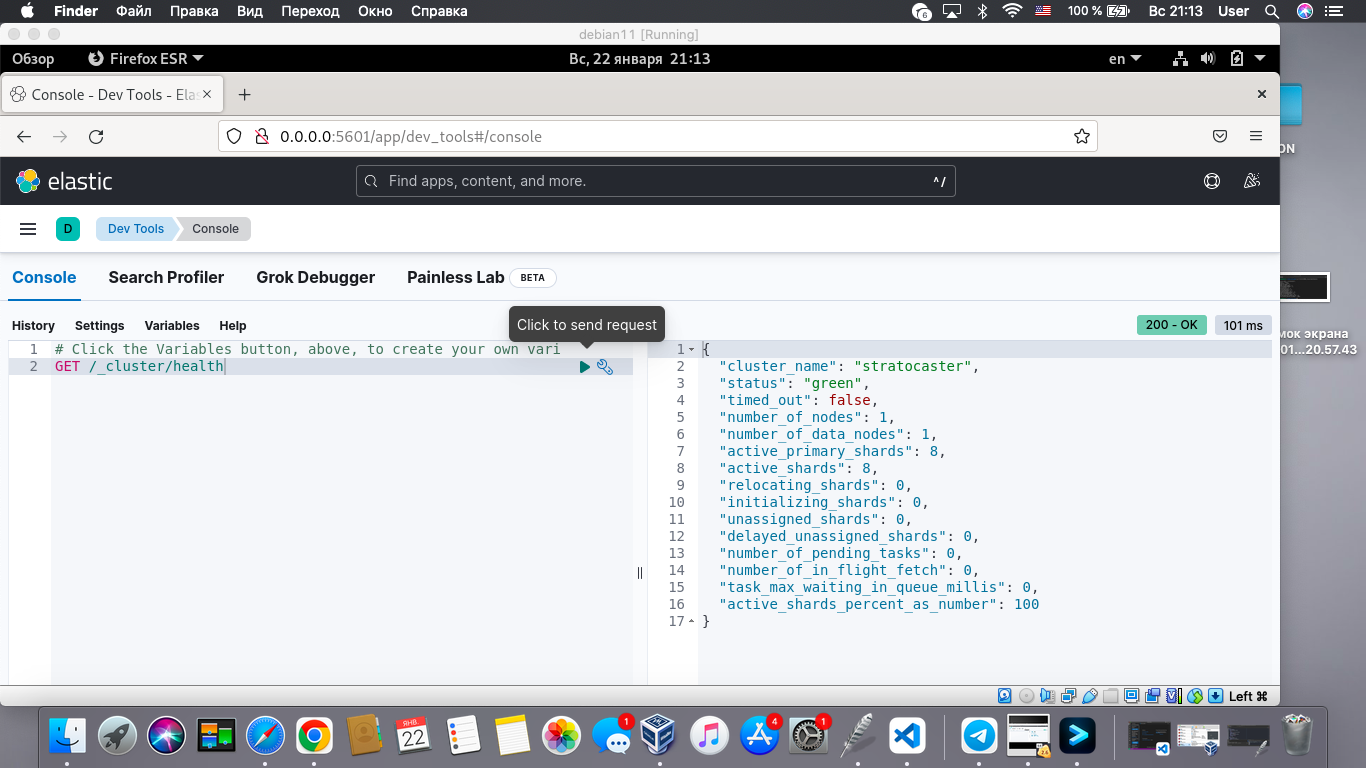 Finder Файл Правка Вид Переход Окно Справка 6 100 % Вс 21:13 User
debian11 [Running]
Обзор Firefox ESR Вс, 22 января 21:13 en
Console - Dev Tools - Elas
0.0.0.0:5601/app/dev_tools#/console
ON
elastic Find apps, content, and more. ^ /
D Dev Tools Console
Console Search Profiler Grok Debugger Painless Lab BETA
History Settings Variables Help Click to send request 200 - OK 101 ms
мок экрана
01...20.57.43
1 # Click the Variables button, above, to create your own vari
2 GET /_cluster/health
1 {
2 "cluster_name": "stratocaster",
3 "status": "green",
4 "timed_out": false,
5 "number_of_nodes": 1,
6 "number_of_data_nodes": 1,
7 "active_primary_shards": 8,
8 "active_shards": 8,
9 "relocating_shards": 0,
10 "initializing_shards": 0,
11 "unassigned_shards": 0,
12 "delayed_unassigned_shards": 0,
13 "number_of_pending_tasks": 0,
14 "number_of_in_flight_fetch": 0,
15 "task_max_waiting_in_queue_millis": 0,
16 "active_shards_percent_as_number": 100
17 }
Left ⌘
ЯНВ.
22 1 4 1